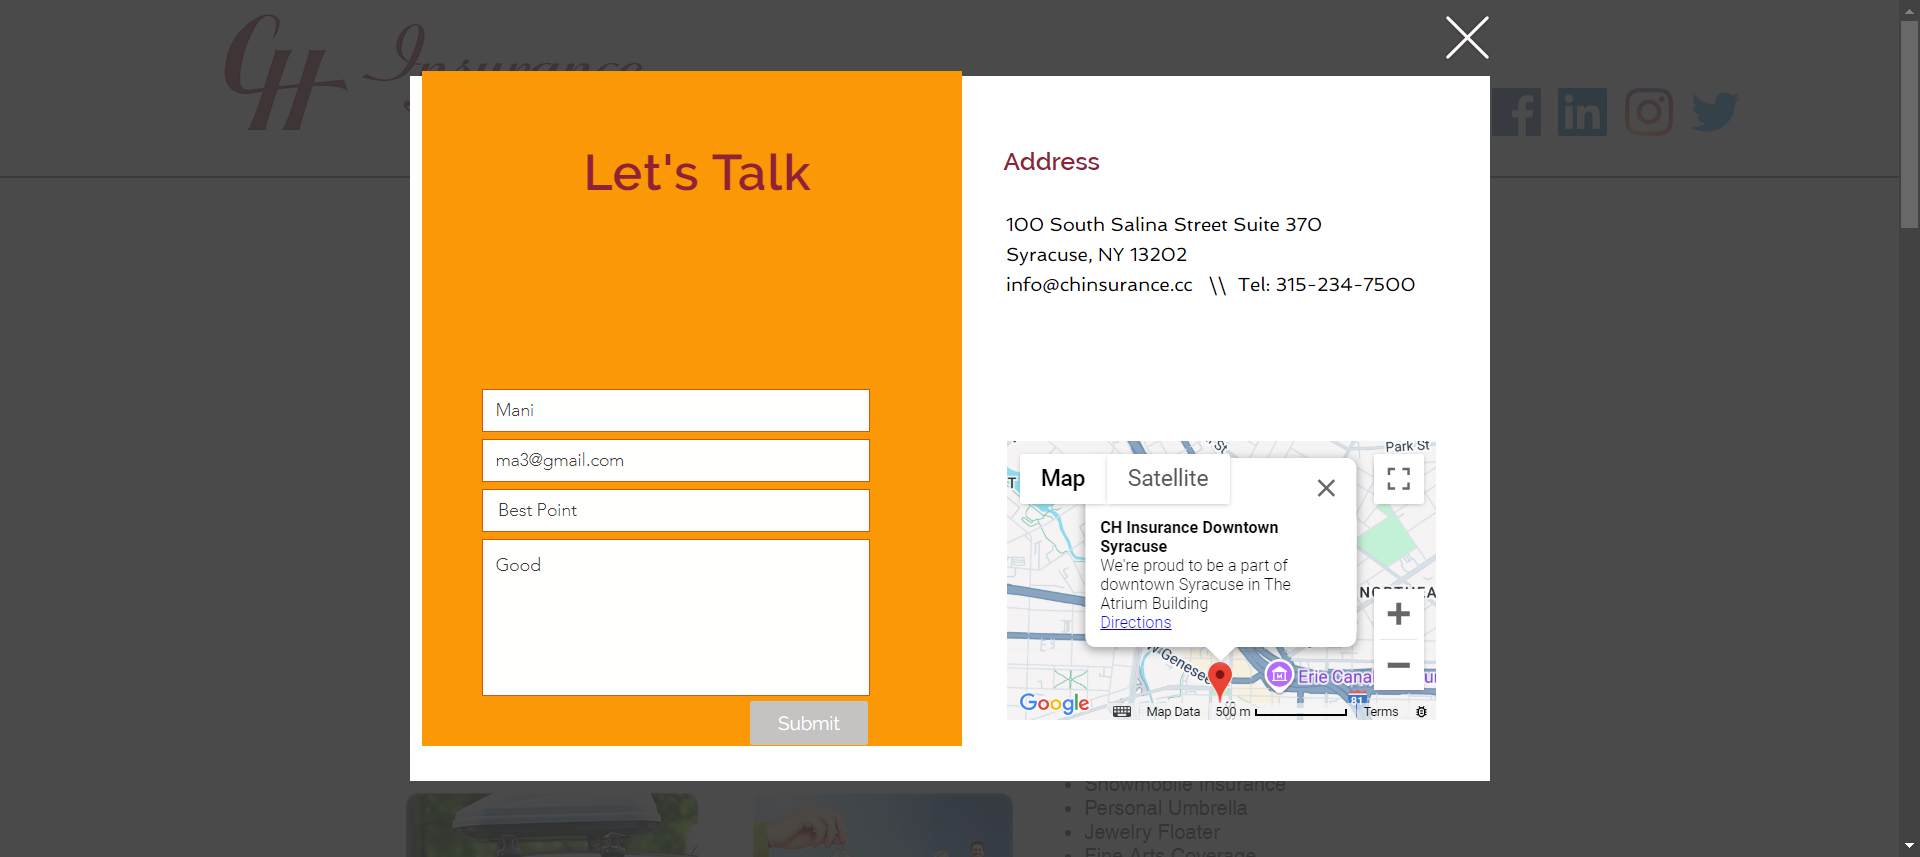 CH Insurance
Let's Talk
Mani
ma3@gmail.com
Best Point
Good
Submit
Address
100 South Salina Street Suite 370
Syracuse, NY 13202
info@chinsurance.cc \\ Tel: 315-234-7500
Park St
Map Satellite
CH Insurance Downtown
Syracuse
We're proud to be a part of
downtown Syracuse in The
Atrium Building
Directions
W Genesee
Erie Cana
81
Google
Map Data 500 m Terms
Snowmobile Insurance
Personal Umbrella
Jewelry Floater
Fine Arts Coverage